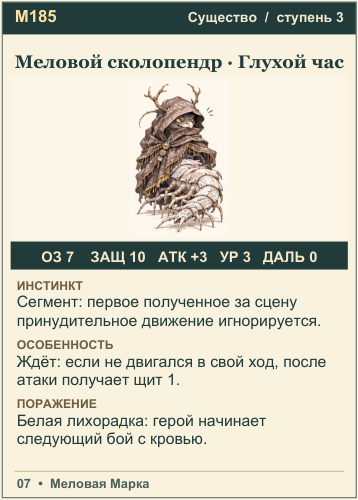 M185
Существо / ступень 3
Меловой сколопендр · Глухой час
ОЗ 7 ЗАЩ 10 АТК +3 УР 3 ДАЛЬ 0
ИНСТИНКТ
Сегмент: первое полученное за сцену
принудительное движение игнорируется.
ОСОБЕННОСТЬ
Ждёт: если не двигался в свой ход, после
атаки получает щит 1.
ПОРАЖЕНИЕ
Белая лихорадка: герой начинает
следующий бой с кровью.
07 • Меловая Марка